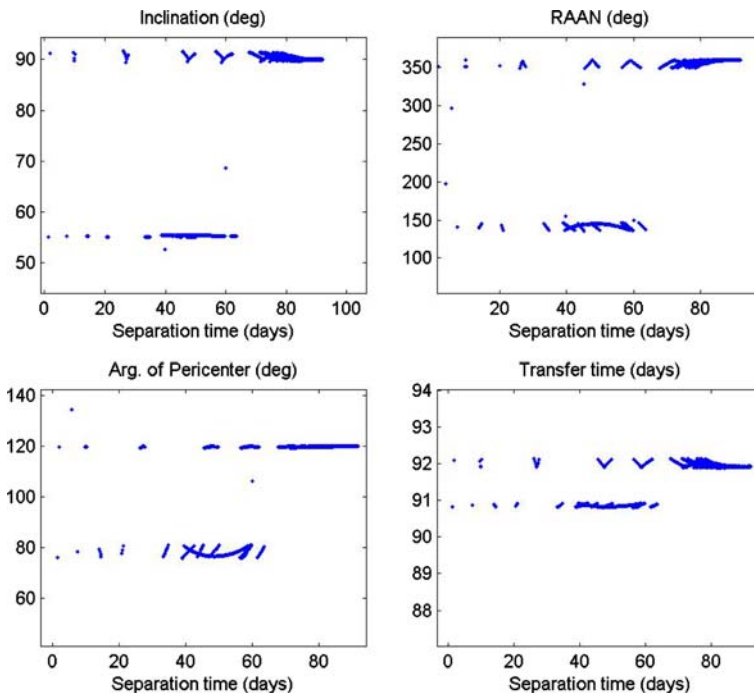 Inclination (deg)
90
80
70
60
50
0 20 40 60 80 100
Separation time (days)
RAAN (deg)
350
300
250
200
150
100
20 40 60 80
Separation time (days)
Arg. of Pericenter (deg)
140
120
100
80
60
0 20 40 60 80
Separation time (days)
Transfer time (days)
94
93
92
91
90
89
88
0 20 40 60 80
Separation time (days)